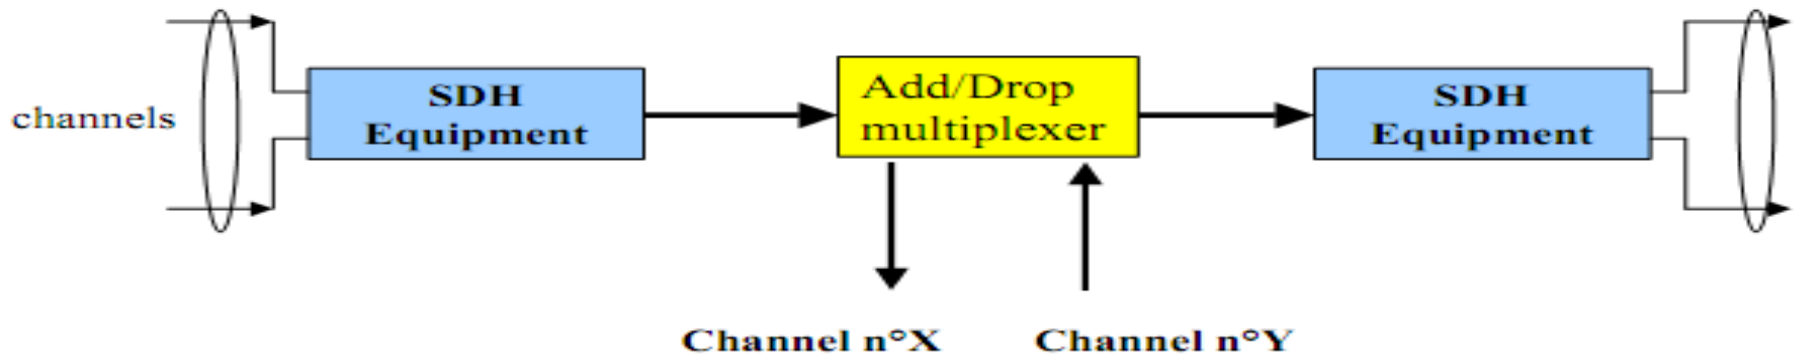 channels
SDH
Equipment
Add/Drop
multiplexer
SDH
Equipment
Channel n°X
Channel n°Y